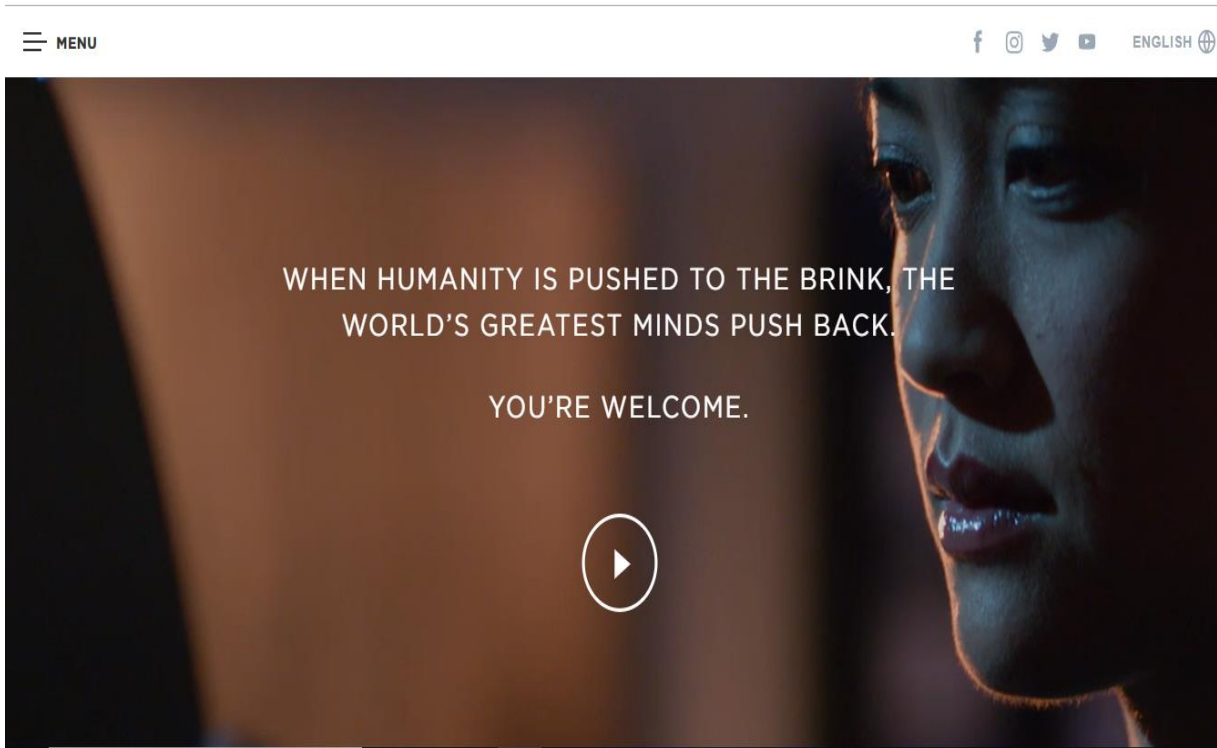 MENU
ENGLISH
WHEN HUMANITY IS PUSHED TO THE BRINK, THE
WORLD’S GREATEST MINDS PUSH BACK.
YOU’RE WELCOME.